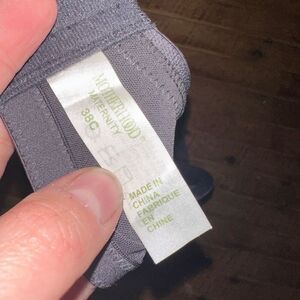 MOTHERHOOD
MATERNITY
38C
MADE IN
CHINA
FABRIQUE
EN
CHINE